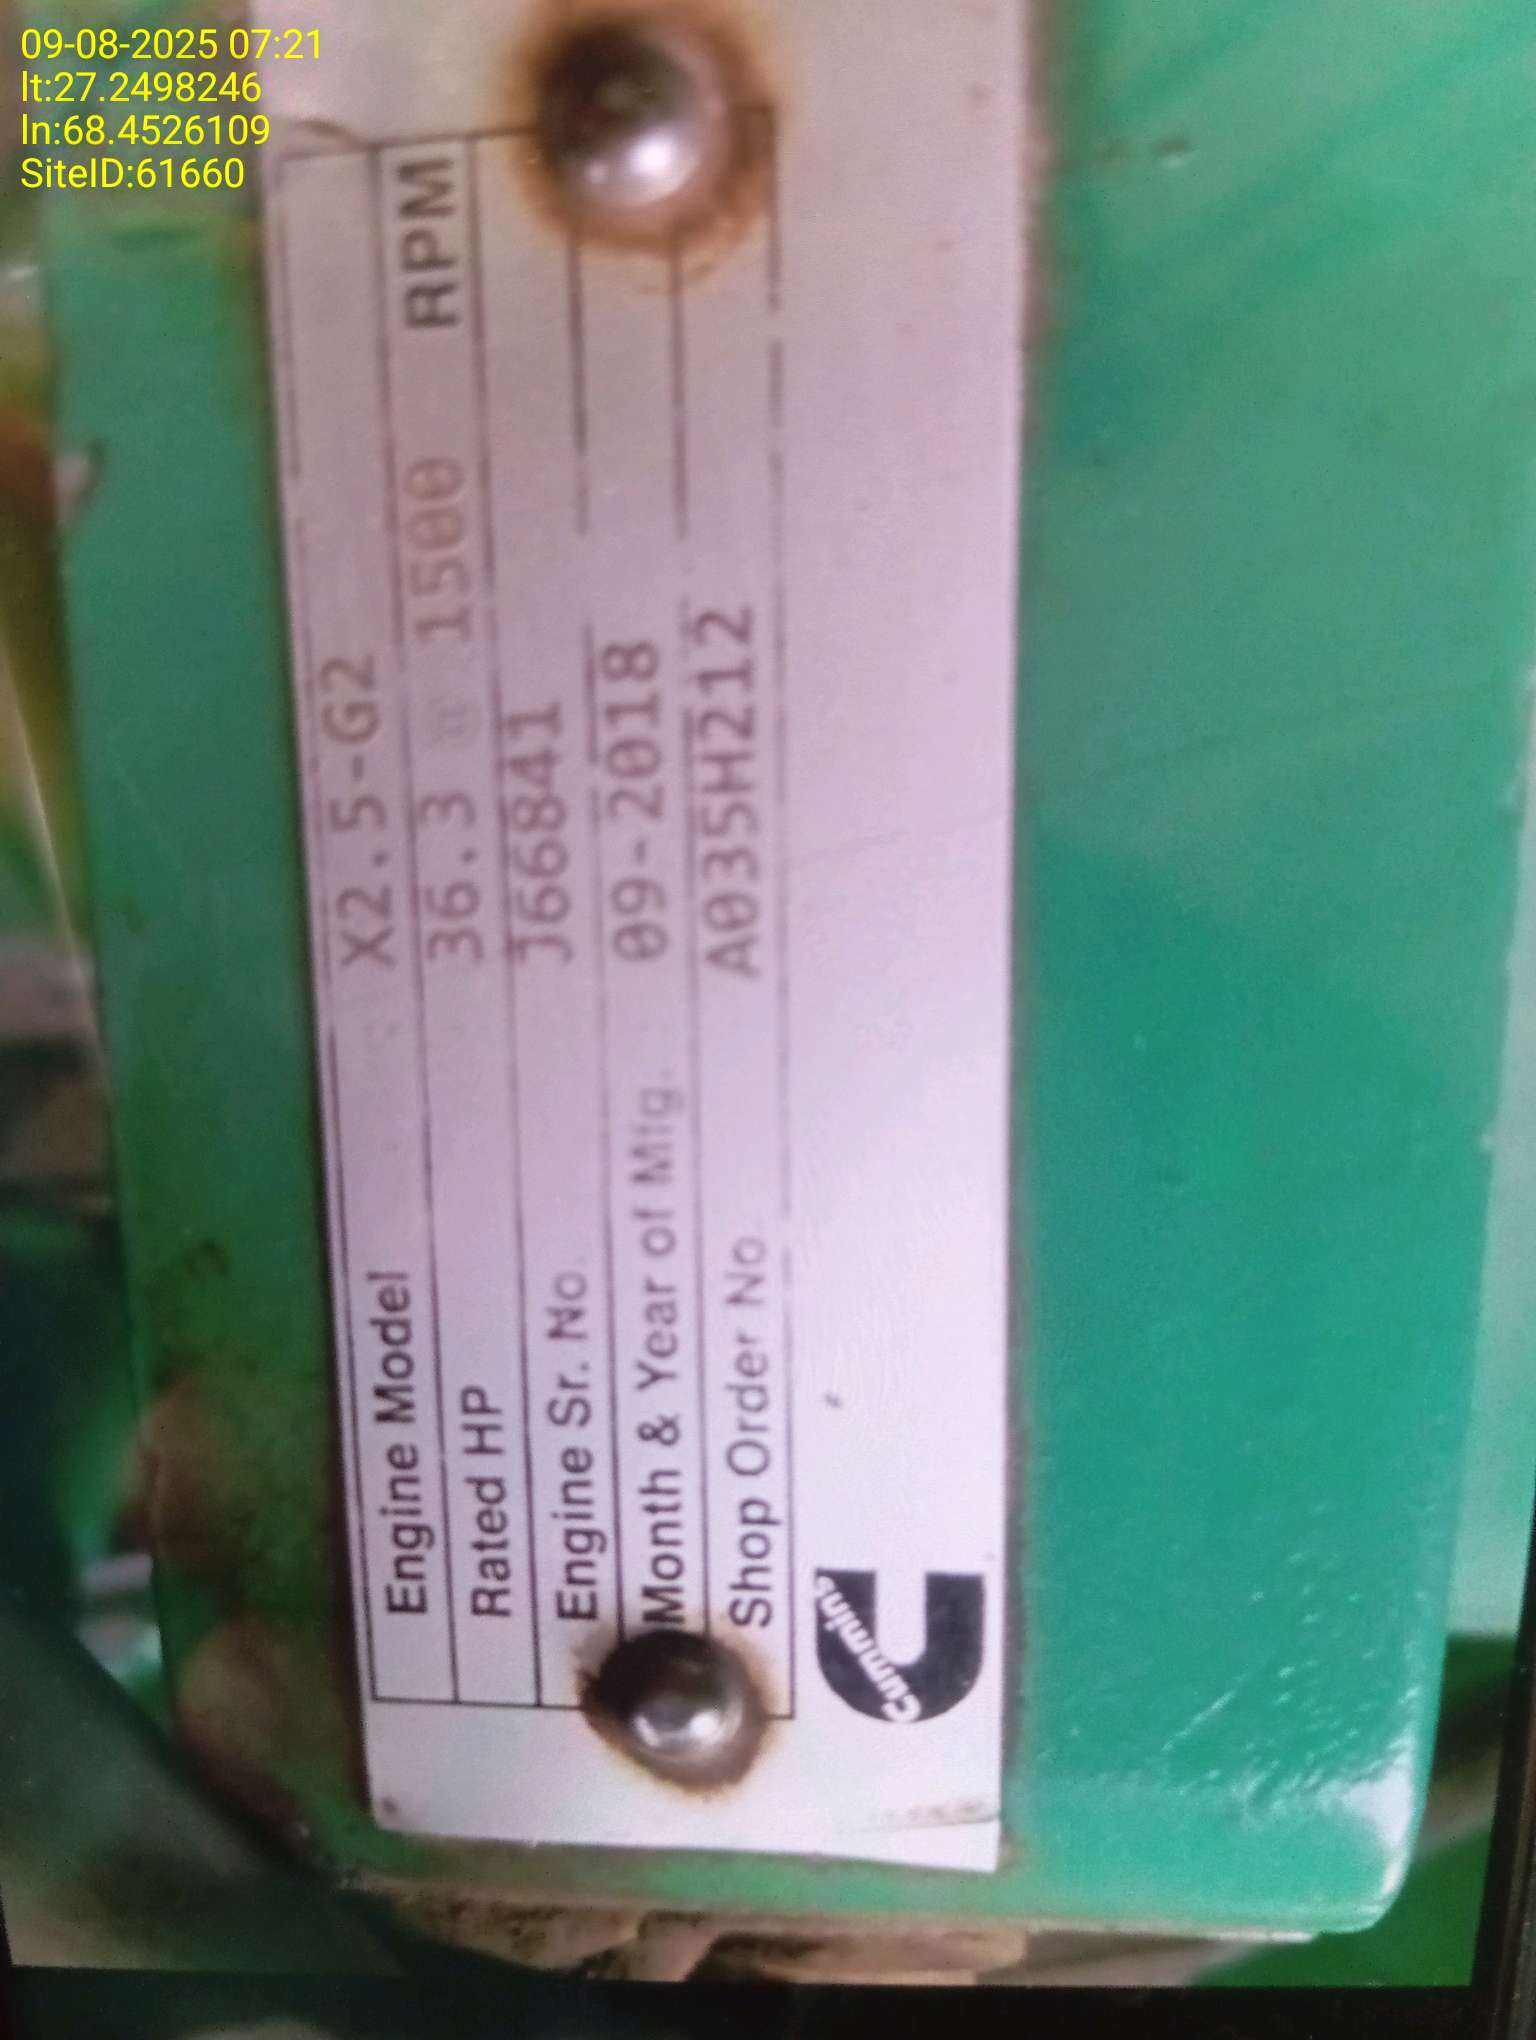 09-08-2025 07:21
lt:27.2498246
ln:68.4526109
SiteID:61660
Engine Model X2.5-G2
Rated HP 36.3 @ 1500 RPM
Engine Sr. No. J66841
Month & Year of Mfg. 09-2018
Shop Order No. A035H212
Cummins